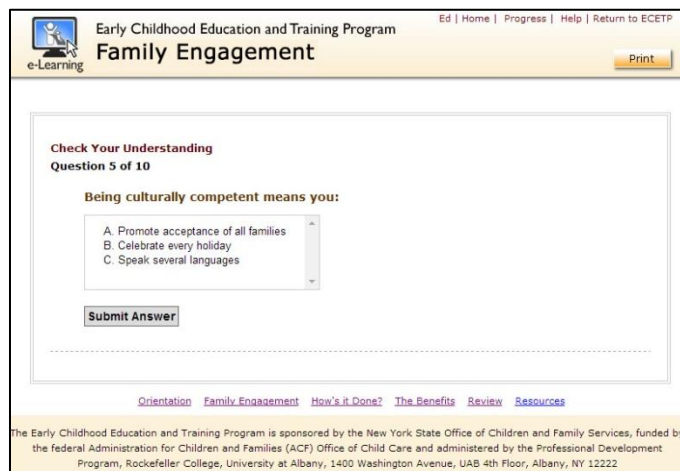 Ed | Home | Progress | Help | Return to ECETP
Early Childhood Education and Training Program
Family Engagement
e-Learning
Print
Check Your Understanding
Question 5 of 10
Being culturally competent means you:
A. Promote acceptance of all families
B. Celebrate every holiday
C. Speak several languages
Submit Answer
Orientation Family Engagement How's it Done? The Benefits Review Resources
The Early Childhood Education and Training Program is sponsored by the New York State Office of Children and Family Services, funded by
the federal Administration for Children and Families (ACF) Office of Child Care and administered by the Professional Development
Program, Rockefeller College, University at Albany, 1400 Washington Avenue, UAB 4th Floor, Albany, NY 12222